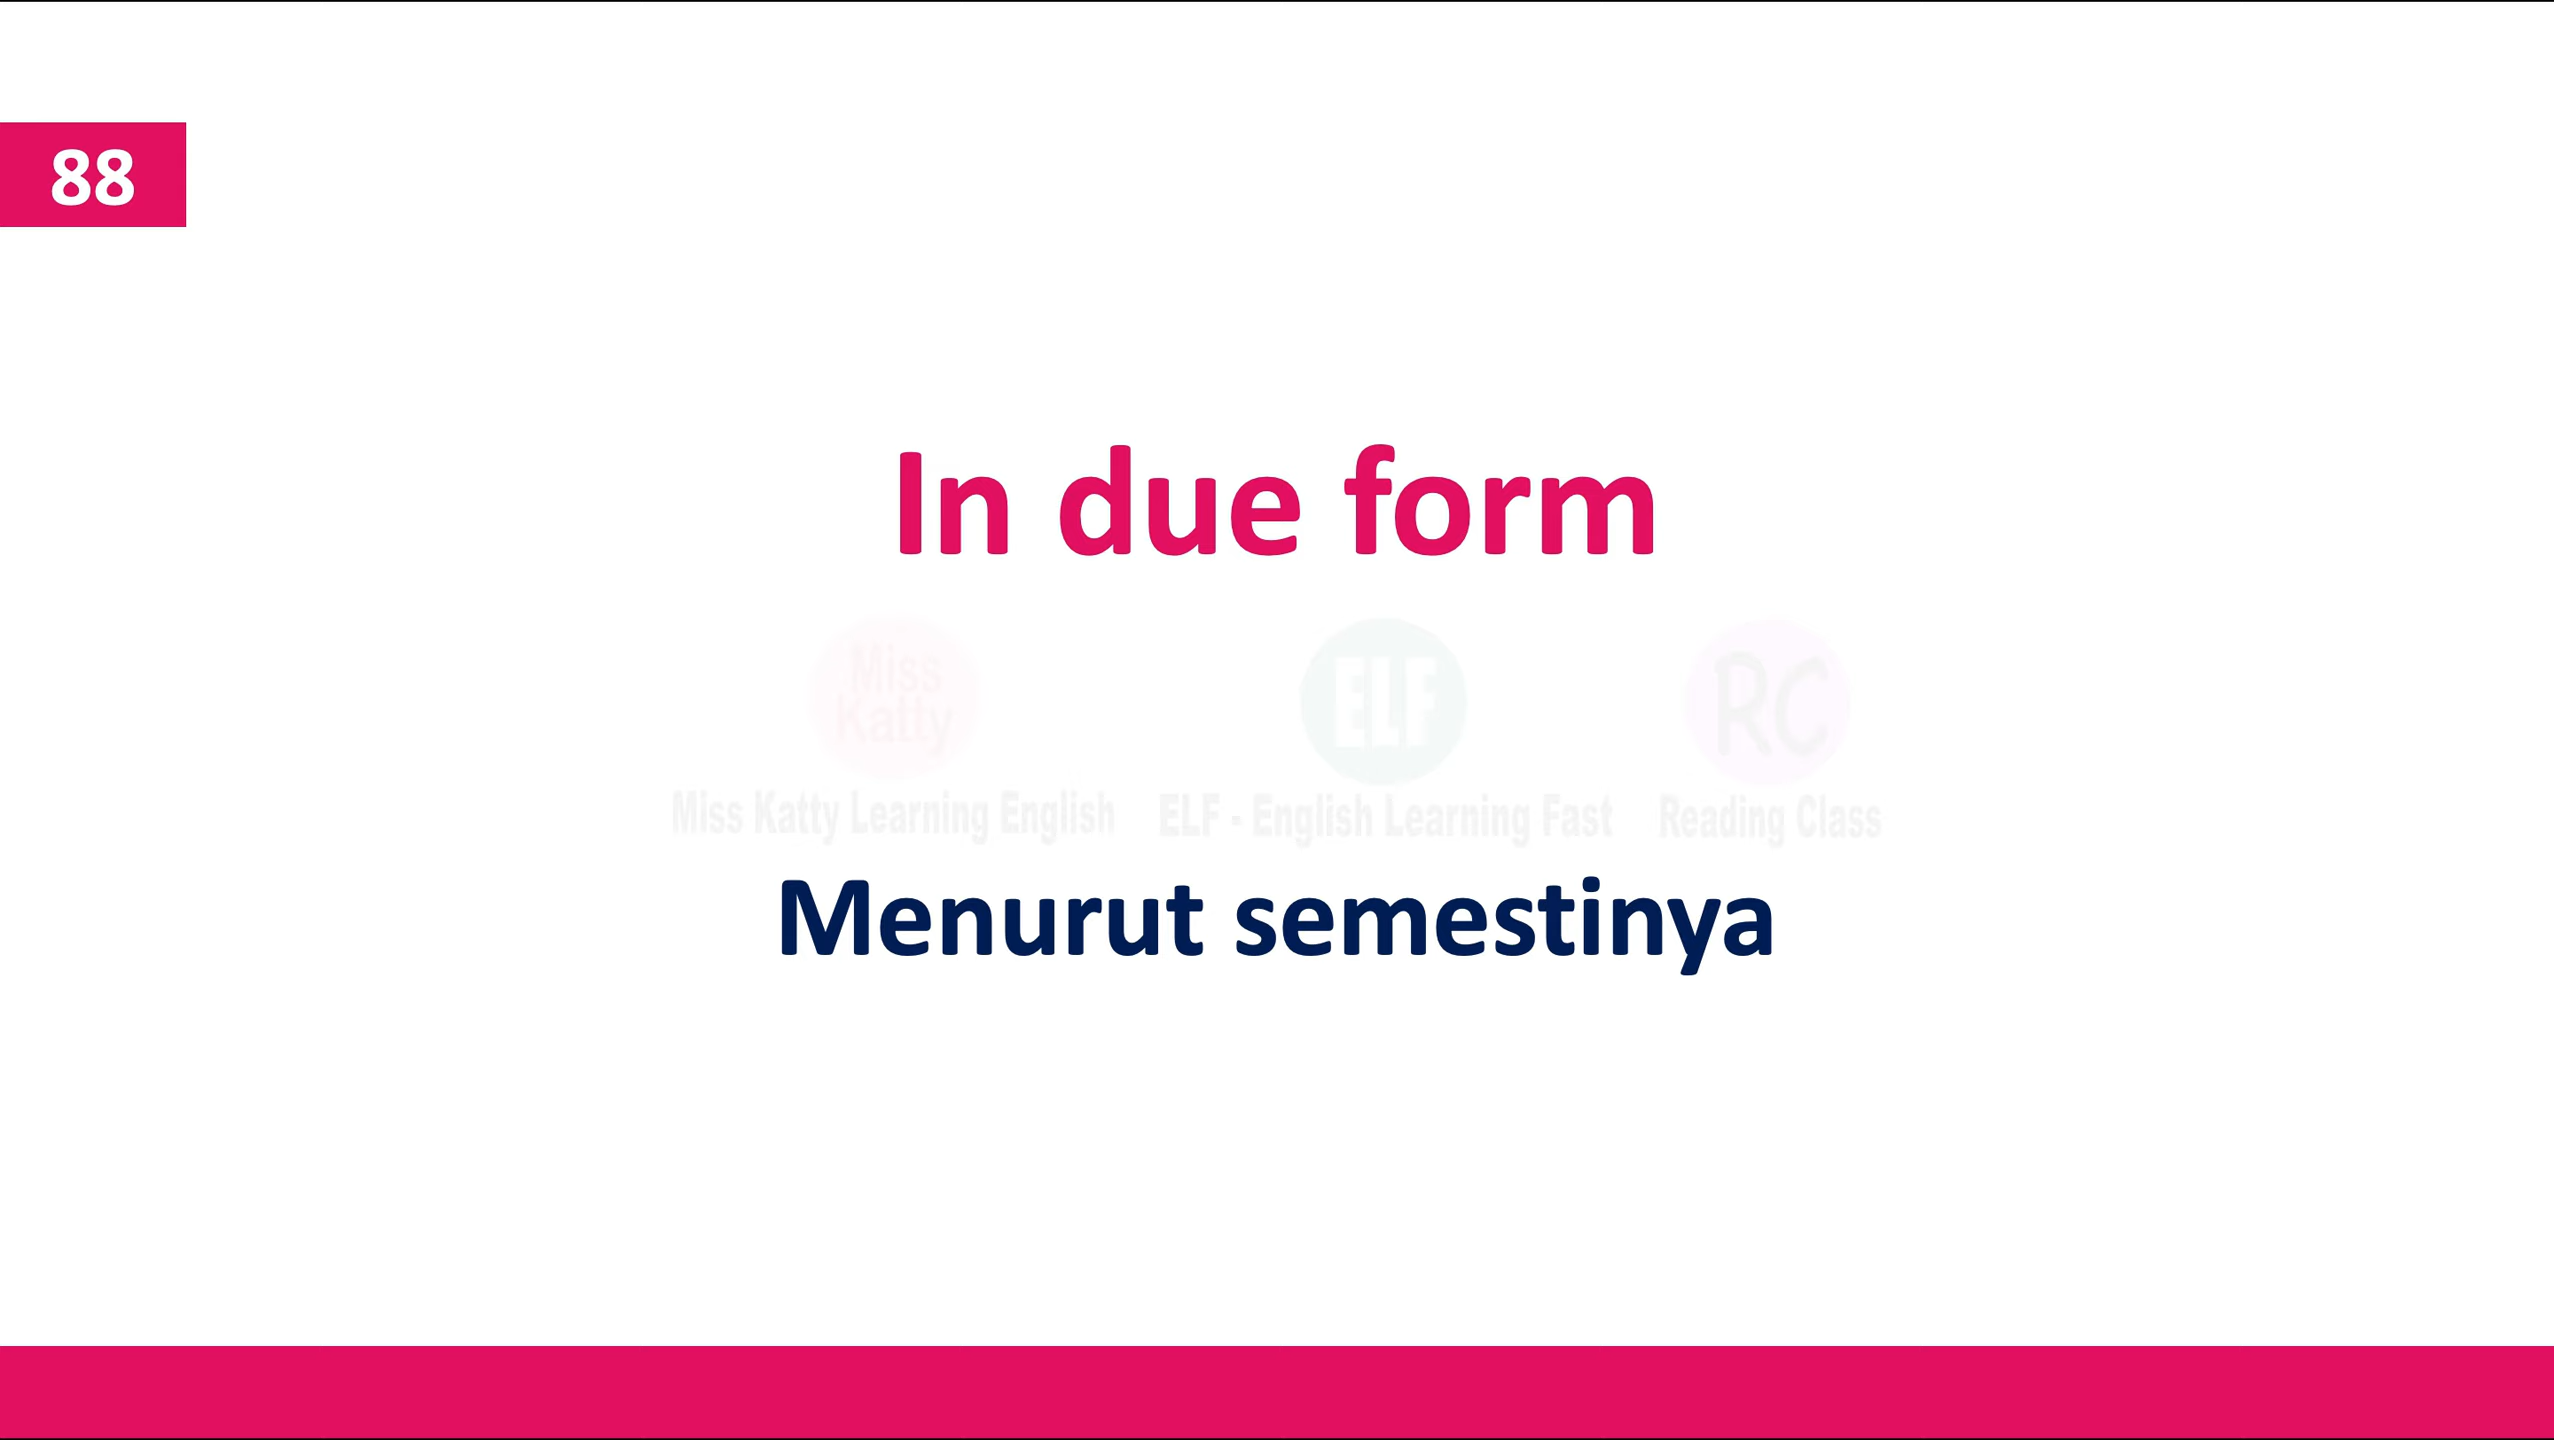 88
In due form
Miss
Katty
ELF
RC
Miss Katty Learning English
ELF - English Learning Fast
Reading Class
Menurut semestinya